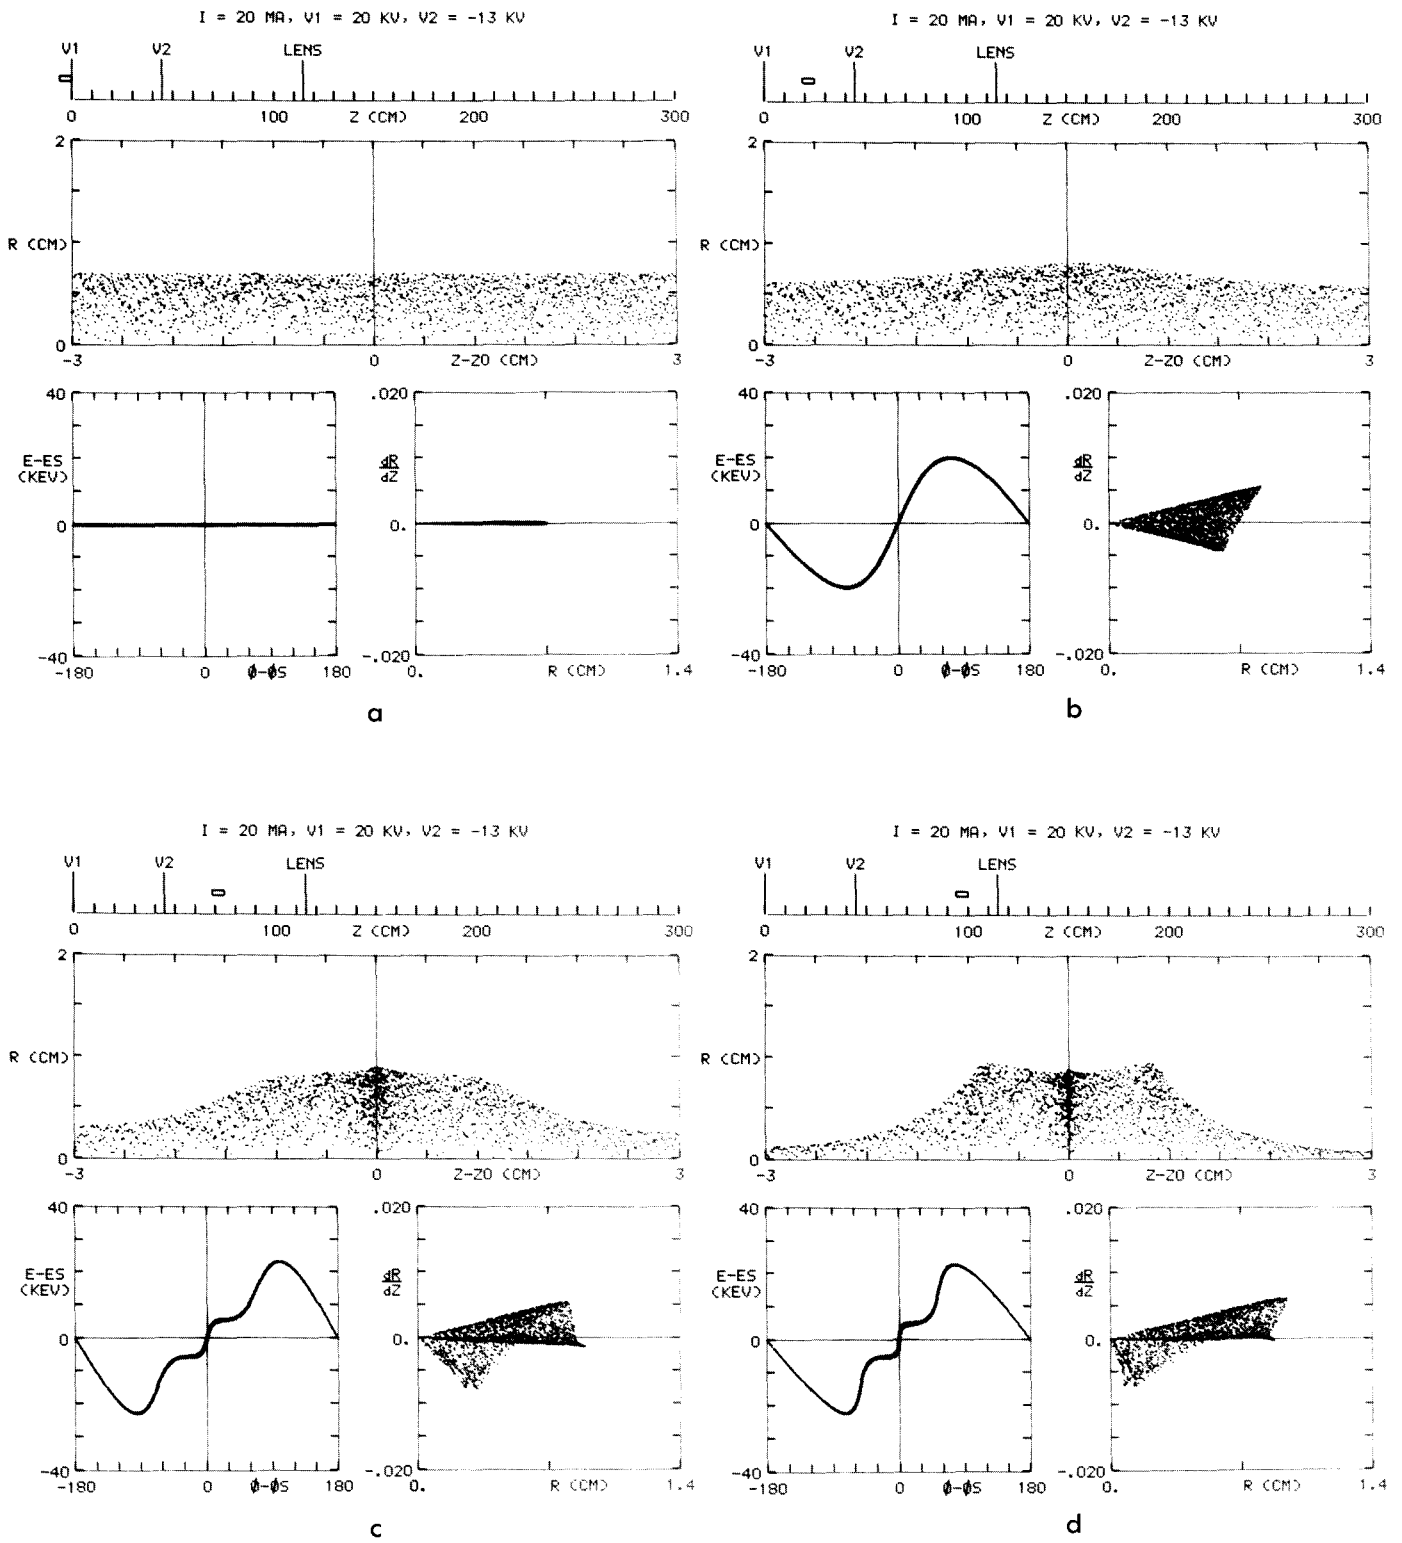 I = 20 MA, V1 = 20 KV, V2 = -13 KV
V1 V2 LENS
0 100 Z (CM) 200 300
2
R (CM)
0
-3 0 Z-Z0 (CM) 3
40 .020
E-ES
(KEV)
dR
dZ
0 0.
-40 -.020
-180 0 Ø-ØS 180 0. R (CM) 1.4
a
I = 20 MA, V1 = 20 KV, V2 = -13 KV
V1 V2 LENS
0 100 Z (CM) 200 300
2
R (CM)
0
-3 0 Z-Z0 (CM) 3
40 .020
E-ES
(KEV)
dR
dZ
0 0.
-40 -.020
-180 0 Ø-ØS 180 0. R (CM) 1.4
b
I = 20 MA, V1 = 20 KV, V2 = -13 KV
V1 V2 LENS
0 100 Z (CM) 200 300
2
R (CM)
0
-3 0 Z-Z0 (CM) 3
40 .020
E-ES
(KEV)
dR
dZ
0 0.
-40 -.020
-180 0 Ø-ØS 180 0. R (CM) 1.4
c
I = 20 MA, V1 = 20 KV, V2 = -13 KV
V1 V2 LENS
0 100 Z (CM) 200 300
2
R (CM)
0
-3 0 Z-Z0 (CM) 3
40 .020
E-ES
(KEV)
dR
dZ
0 0.
-40 -.020
-180 0 Ø-ØS 180 0. R (CM) 1.4
d